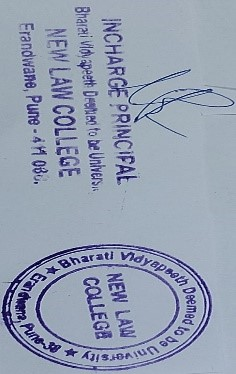 INCHARGE PRINCIPAL
Bharati Vidyapeeth Deemed to be Univers..
NEW LAW COLLEGE
Erandwane, Pune - 411 038.
Bharati Vidyapeeth Deemed to be University
Erandwane, Pune-38
NEW LAW
COLLEGE